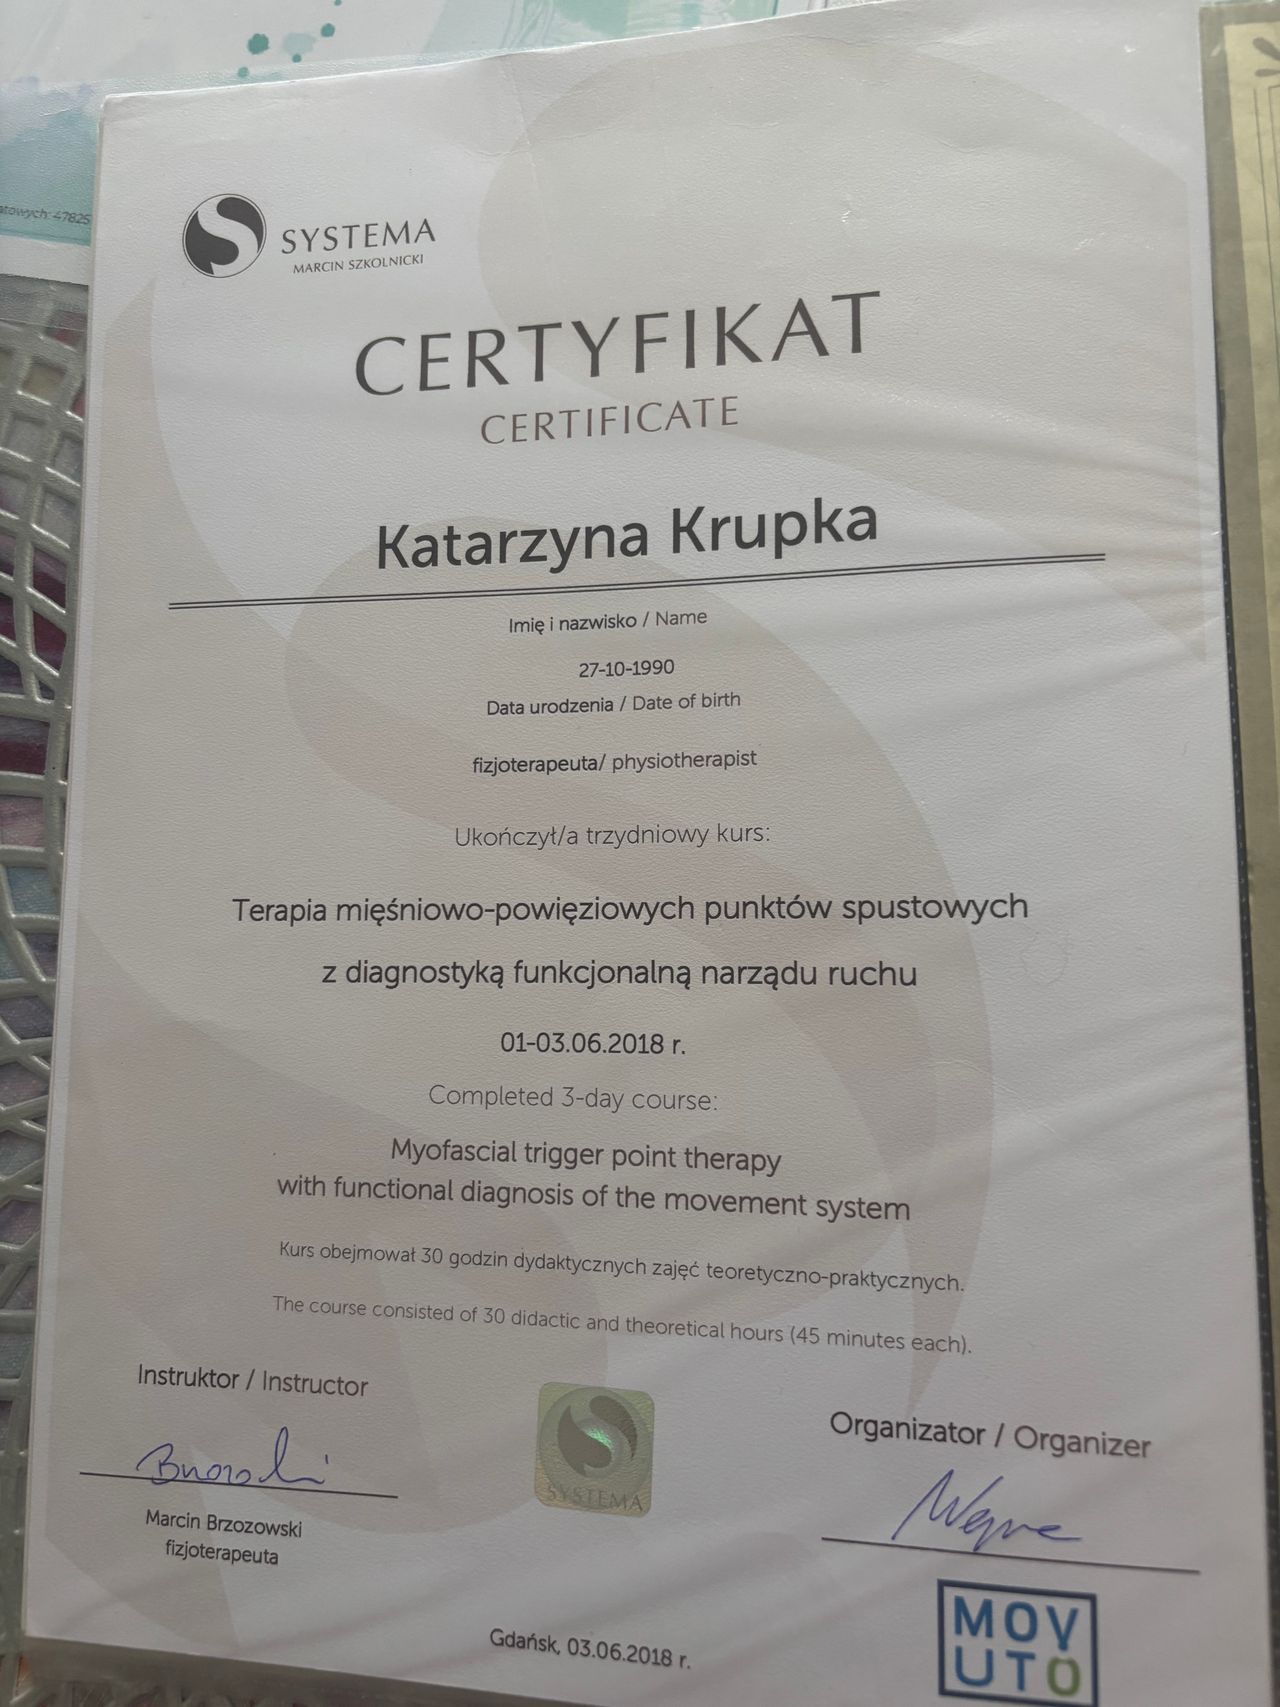 atowych: 47825
SYSTEMA
MARCIN SZKOLNICKI
CERTYFIKAT
CERTIFICATE
Katarzyna Krupka
Imię i nazwisko / Name
27-10-1990
Data urodzenia / Date of birth
fizjoterapeuta/ physiotherapist
Ukończył/a trzydniowy kurs:
Terapia mięśniowo-powięziowych punktów spustowych
z diagnostyką funkcjonalną narządu ruchu
01-03.06.2018 r.
Completed 3-day course:
Myofascial trigger point therapy
with functional diagnosis of the movement system
Kurs obejmował 30 godzin dydaktycznych zajęć teoretyczno-praktycznych.
The course consisted of 30 didactic and theoretical hours (45 minutes each).
Instruktor / Instructor
Marcin Brzozowski
fizjoterapeuta
SYSTEMA
Organizator / Organizer
MOV
UTO
Gdańsk, 03.06.2018 r.